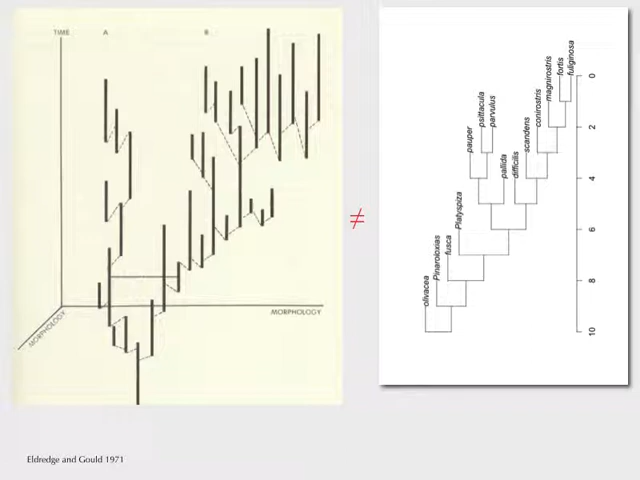 TIME
A
B
MORPHOLOGY
MORPHOLOGY
≠
olivacea
Pinaroloxias
fusca
Platyspiza
pauper
psittacula
parvulus
pallida
difficilis
scandens
conirostris
magnirostris
fortis
fuliginosa
0
2
4
6
8
10
Eldredge and Gould 1971